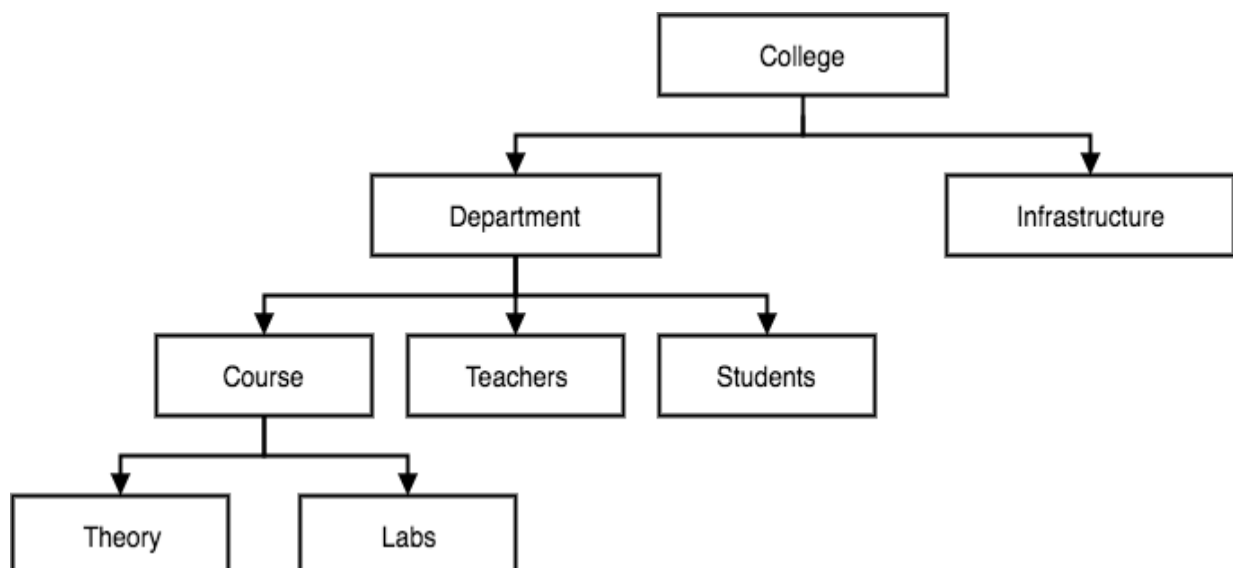 College
Department
Infrastructure
Course
Teachers
Students
Theory
Labs